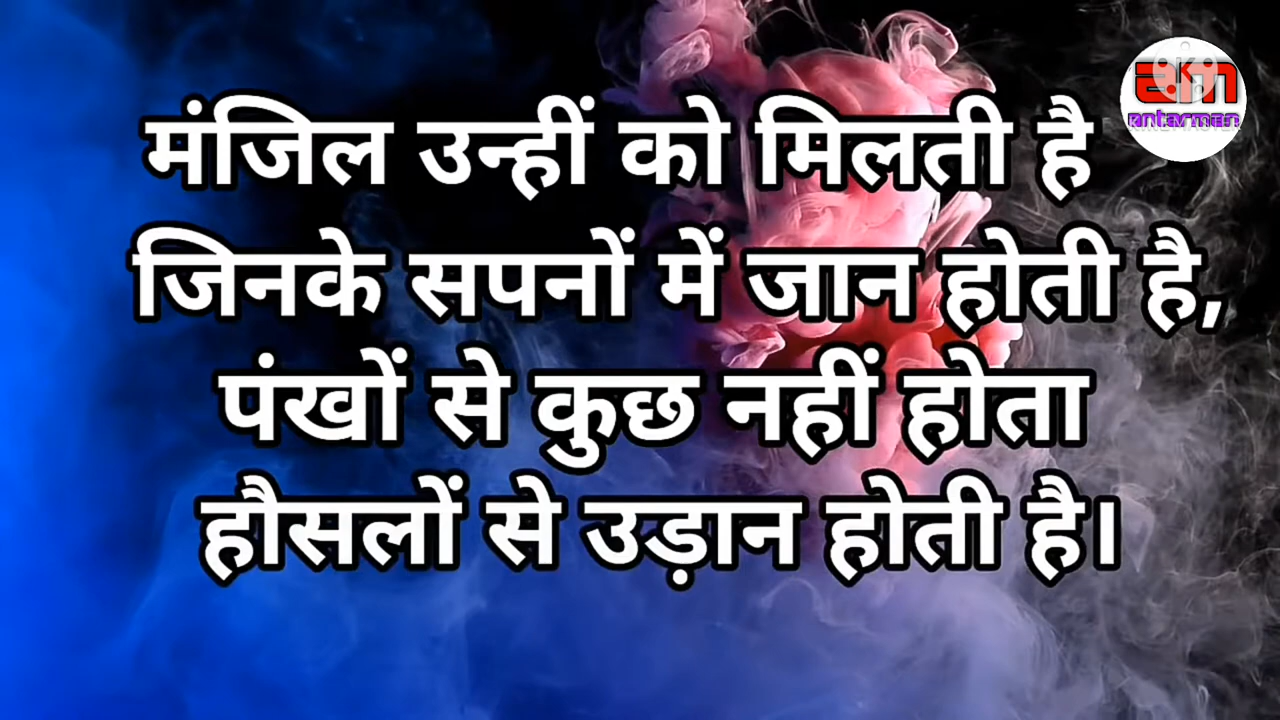 मंजिल उन्हीं को मिलती है
जिनके सपनों में जान होती है,
पंखों से कुछ नहीं होता
हौसलों से उड़ान होती है।